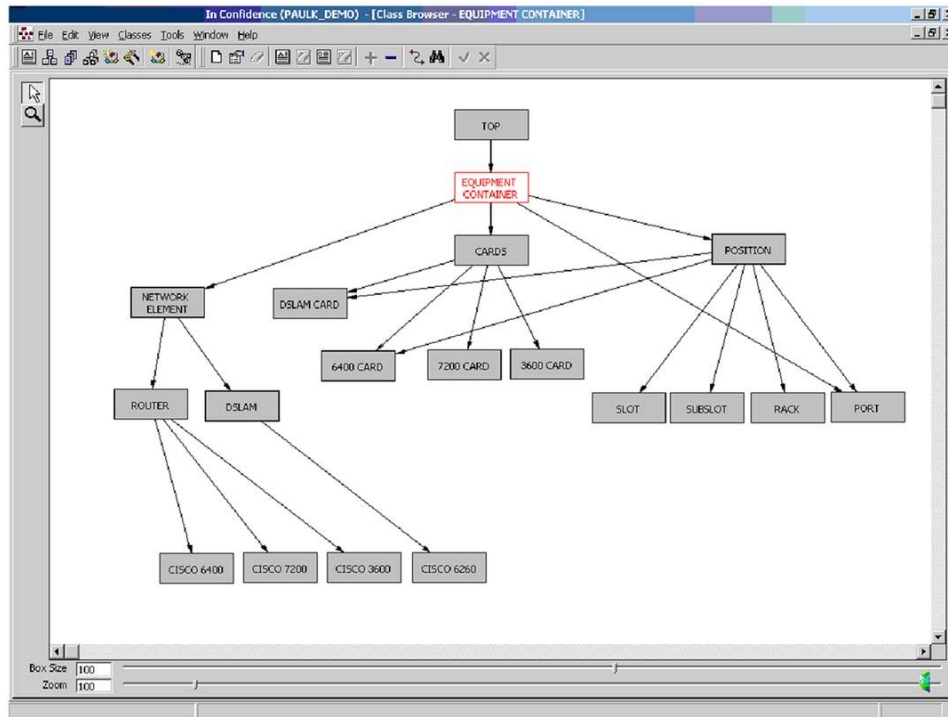 In Confidence (PAULK_DEMO) - [Class Browser - EQUIPMENT CONTAINER]
File Edit View Classes Tools Window Help
TOP
EQUIPMENT
CONTAINER
CARDS
POSITION
NETWORK
ELEMENT
DSLAM CARD
6400 CARD
7200 CARD
3600 CARD
ROUTER
DSLAM
SLOT
SUBSLOT
RACK
PORT
CISCO 6400
CISCO 7200
CISCO 3600
CISCO 6260
Box Size 100
Zoom 100